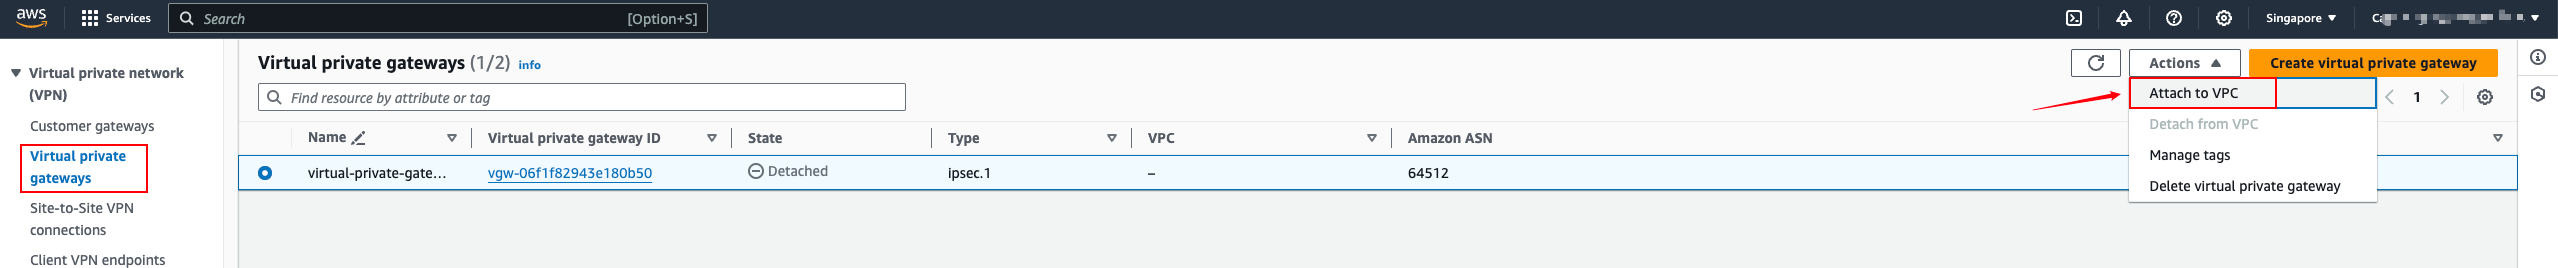 aws
Services
Search
[Option+S]
Singapore
Virtual private network
(VPN)
Customer gateways
Virtual private
gateways
Site-to-Site VPN
connections
Client VPN endpoints
Virtual private gateways (1/2) info
Actions
Create virtual private gateway
Find resource by attribute or tag
1
Attach to VPC
Detach from VPC
Manage tags
Delete virtual private gateway
Name
Virtual private gateway ID
State
Type
VPC
Amazon ASN
virtual-private-gate...
vgw-06f1f82943e180b50
Detached
ipsec.1
–
64512